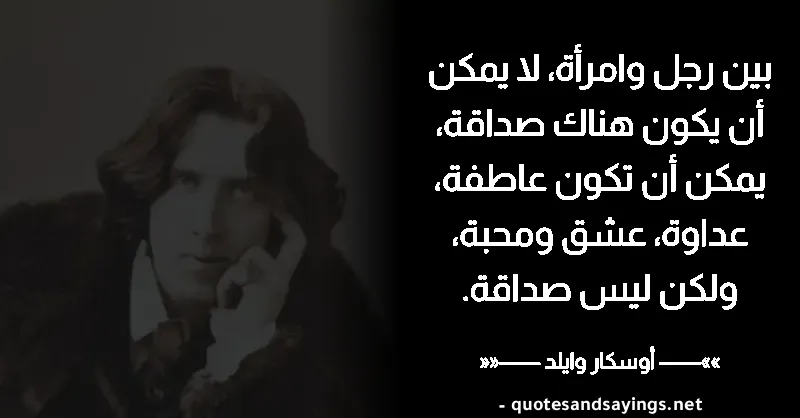 بين رجل وامرأة، لا يمكن
أن يكون هناك صداقة،
يمكن أن تكون عاطفة،
عداوة، عشق ومحبة،
ولكن ليس صداقة.
»»—— أوسكار وايلد ——««
- quotesandsayings.net